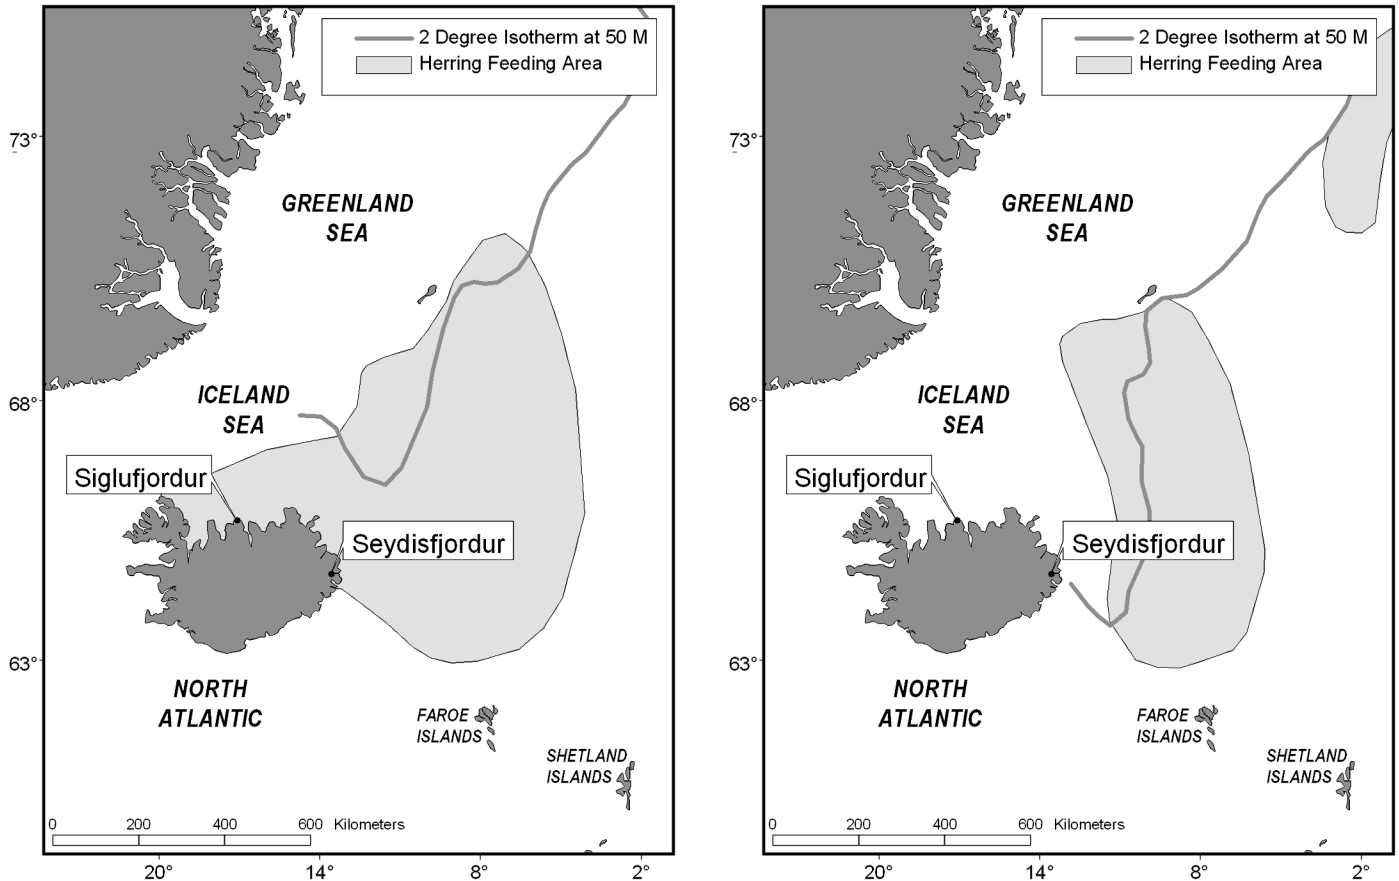 2 Degree Isotherm at 50 M
Herring Feeding Area
73°
GREENLAND
SEA
68°
ICELAND
SEA
Siglufjordur
Seydisfjordur
63°
NORTH
ATLANTIC
FAROE
ISLANDS
SHETLAND
ISLANDS
0 200 400 600 Kilometers
20° 14° 8° 2°
2 Degree Isotherm at 50 M
Herring Feeding Area
73°
GREENLAND
SEA
68°
ICELAND
SEA
Siglufjordur
Seydisfjordur
63°
NORTH
ATLANTIC
FAROE
ISLANDS
SHETLAND
ISLANDS
0 200 400 600 Kilometers
20° 14° 8° 2°